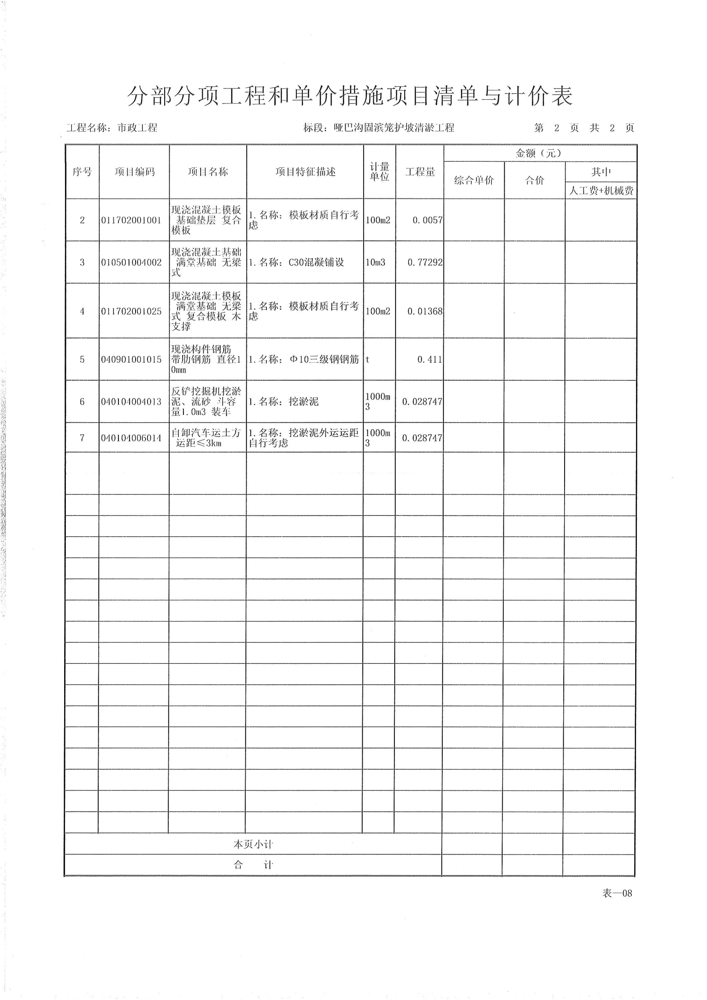 分部分项工程和单价措施项目清单与计价表
工程名称：市政工程 标段：哑巴沟固滨笼护坡清淤工程 第 2 页 共 2 页
序号 项目编码 项目名称 项目特征描述 计量单位 工程量 金额（元）
综合单价 合价 其中
人工费+机械费
2 011702001001 现浇混凝土模板 基础垫层 复合模板 1.名称：模板材质自行考虑 100m2 0.0057
3 010501004002 现浇混凝土基础 满堂基础 无梁式 1.名称：C30混凝铺设 10m3 0.77292
4 011702001025 现浇混凝土模板 满堂基础 无梁式 复合模板 木支撑 1.名称：模板材质自行考虑 100m2 0.01368
5 040901001015 现浇构件钢筋 带肋钢筋 直径10mm 1.名称：Φ10三级钢钢筋 t 0.411
6 040104004013 反铲挖掘机挖淤泥、流砂 斗容量1.0m3 装车 1.名称：挖淤泥 1000m3 0.028747
7 040104006014 自卸汽车运土方 运距≤3km 1.名称：挖淤泥外运运距自行考虑 1000m3 0.028747
本页小计
合 计
表—08